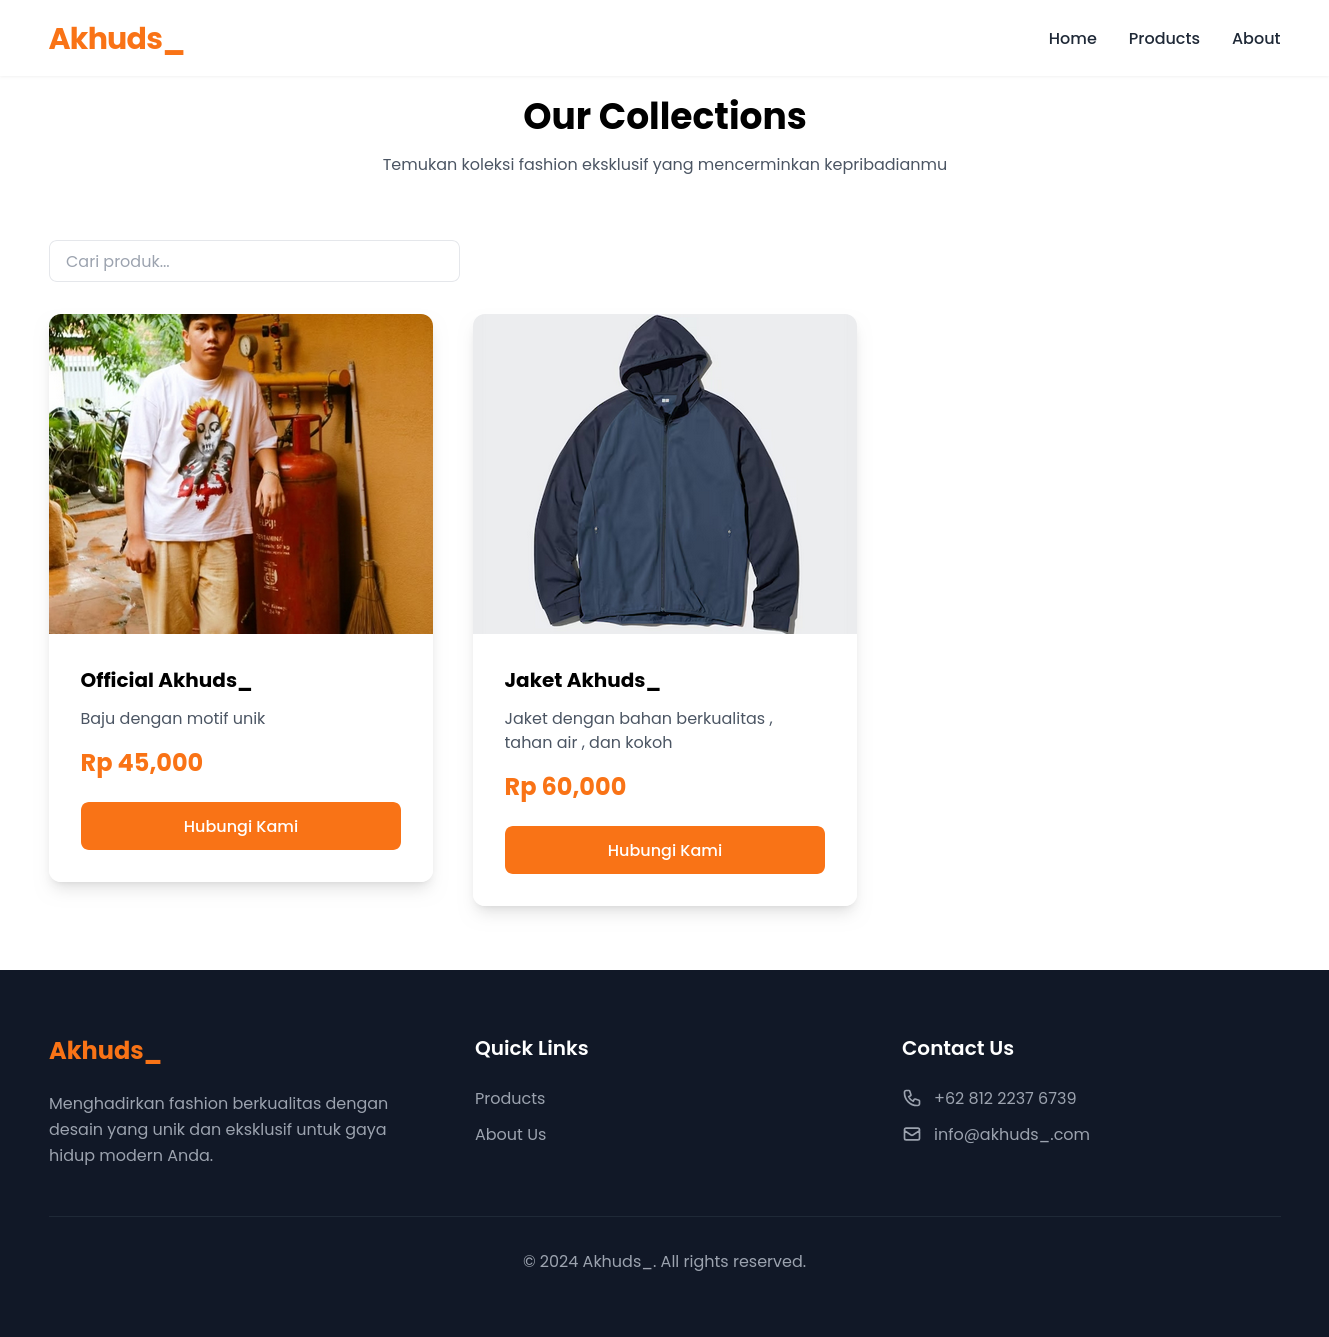 Akhuds_
Home
Products
About
Our Collections
Temukan koleksi fashion eksklusif yang mencerminkan kepribadianmu
Cari produk...
Official Akhuds_
Baju dengan motif unik
Rp 45,000
Hubungi Kami
Jaket Akhuds_
Jaket dengan bahan berkualitas ,
tahan air , dan kokoh
Rp 60,000
Hubungi Kami
Akhuds_
Menghadirkan fashion berkualitas dengan
desain yang unik dan eksklusif untuk gaya
hidup modern Anda.
Quick Links
Products
About Us
Contact Us
+62 812 2237 6739
info@akhuds_.com
© 2024 Akhuds_. All rights reserved.